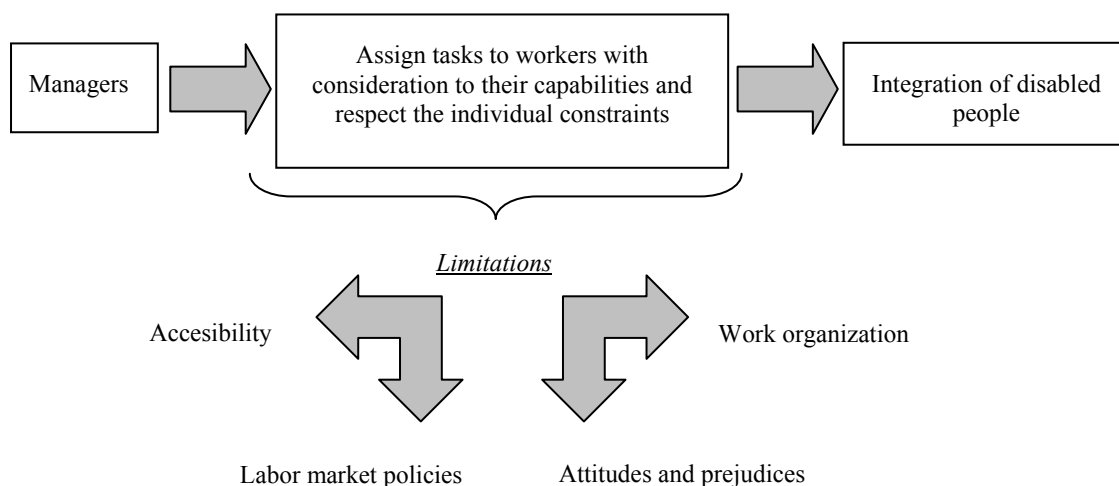 Managers
Assign tasks to workers with
consideration to their capabilities and
respect the individual constraints
Integration of disabled
people
Limitations
Accesibility
Work organization
Labor market policies
Attitudes and prejudices